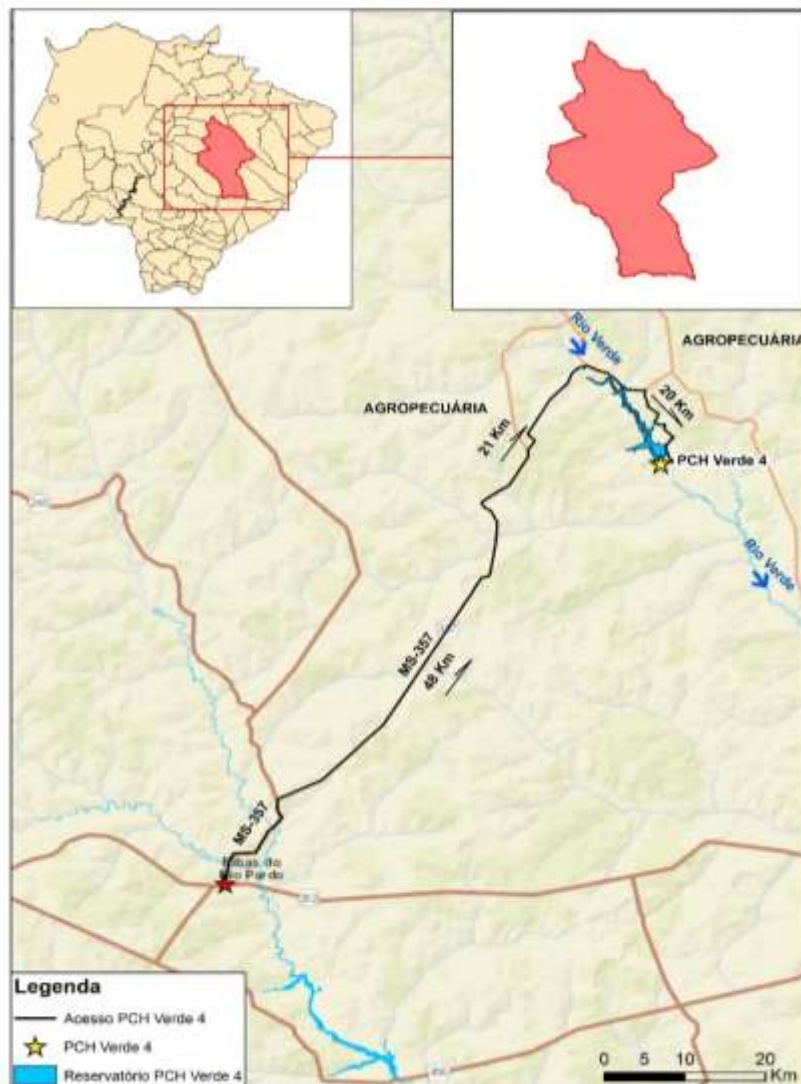 Rio Verde
AGROPECUÁRIA
AGROPECUÁRIA
20 Km
21 Km
PCH Verde 4
Rio Verde
MS-357
48 Km
MS-357
do
Rio Pardo
Legenda
Acesso PCH Verde 4
PCH Verde 4
Reservatório PCH Verde 4
0 5 10 20
Km